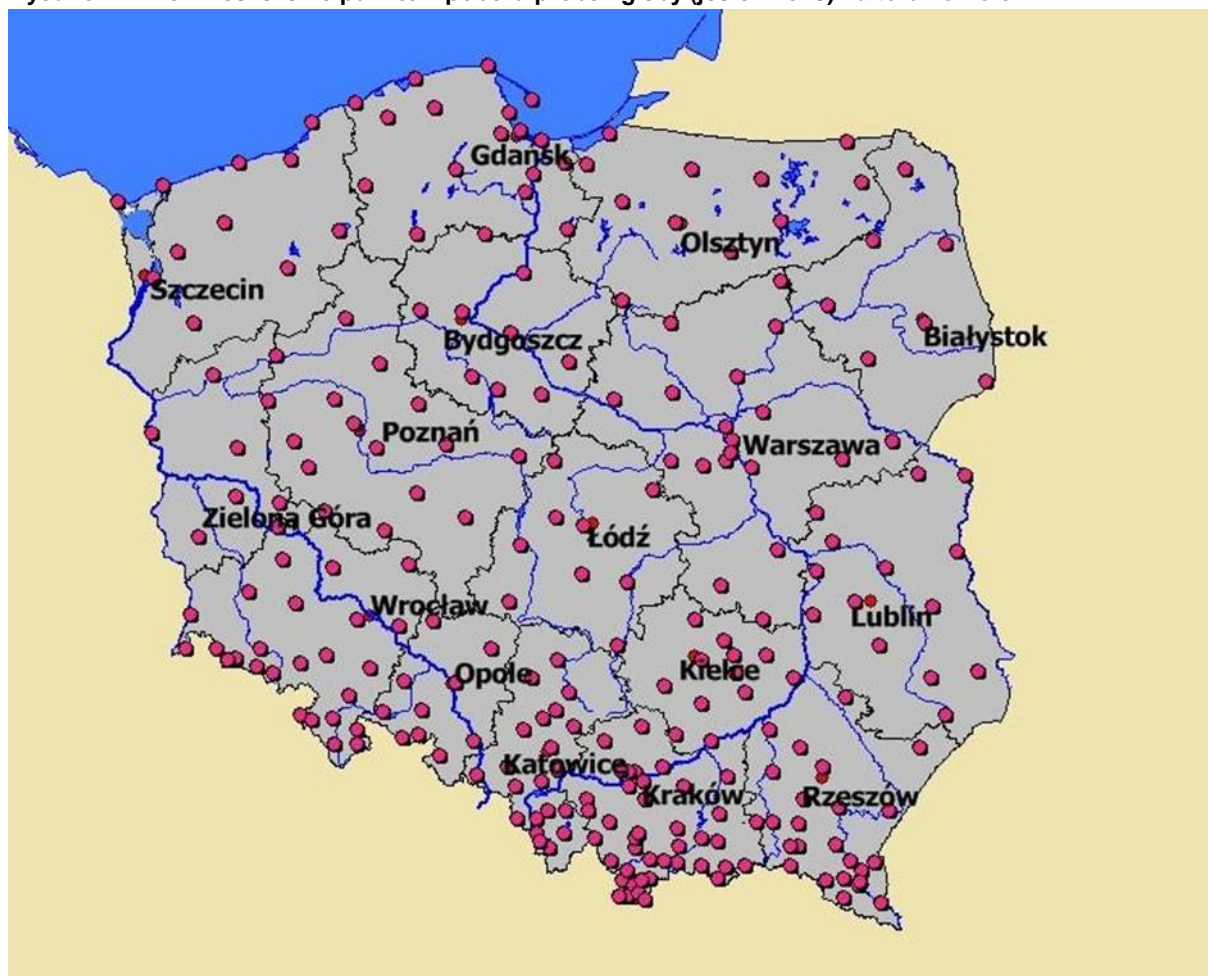 Gdańsk
Olsztyn
Szczecin
Białystok
Bydgoszcz
Poznań
Warszawa
Zielona Góra
Łódź
Wrocław
Lublin
Opole
Kielce
Katowice
Kraków
Rzeszów